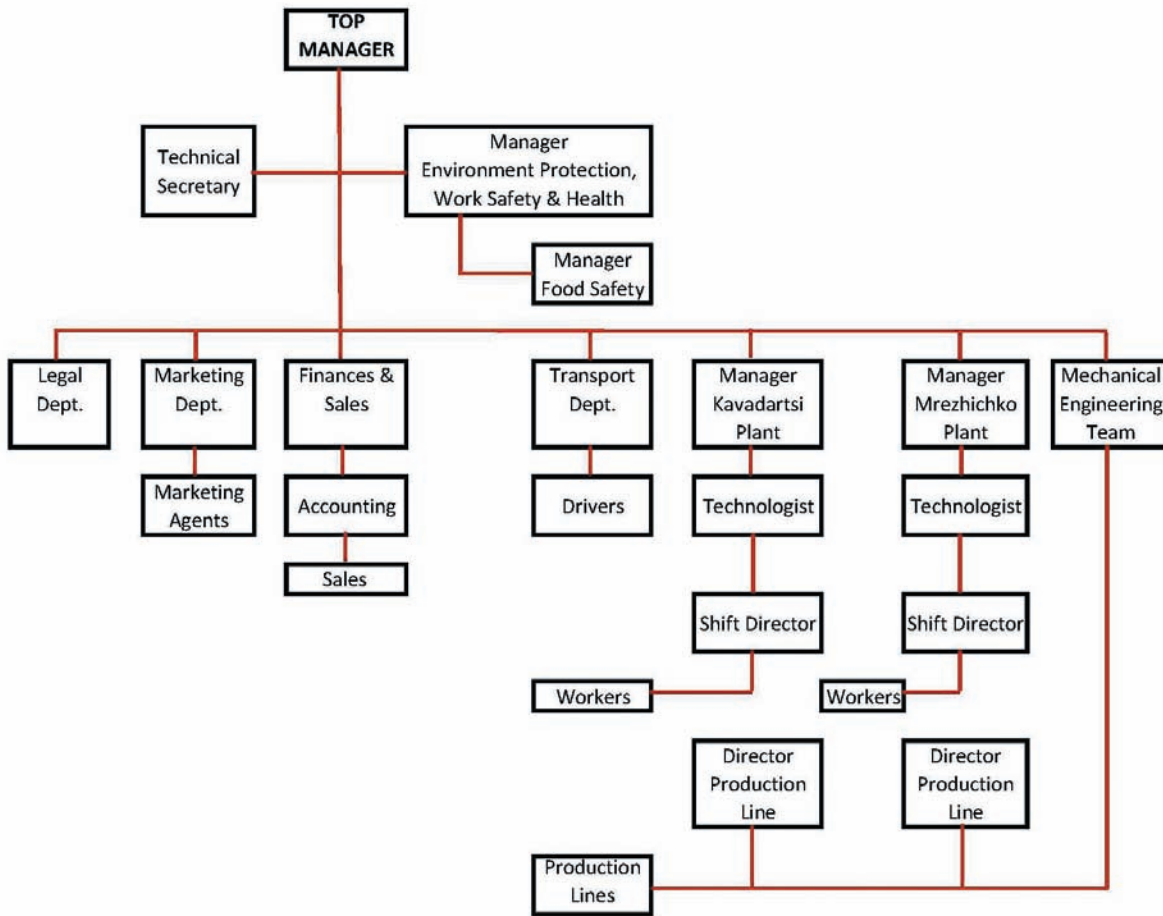 TOP
MANAGER
Technical
Secretary
Manager
Environment Protection,
Work Safety & Health
Manager
Food Safety
Legal
Dept.
Marketing
Dept.
Finances &
Sales
Transport
Dept.
Manager
Kavadartsi
Plant
Manager
Mrezhichko
Plant
Mechanical
Engineering
Team
Marketing
Agents
Accounting
Drivers
Technologist
Technologist
Sales
Shift Director
Shift Director
Workers
Workers
Director
Production
Line
Director
Production
Line
Production
Lines